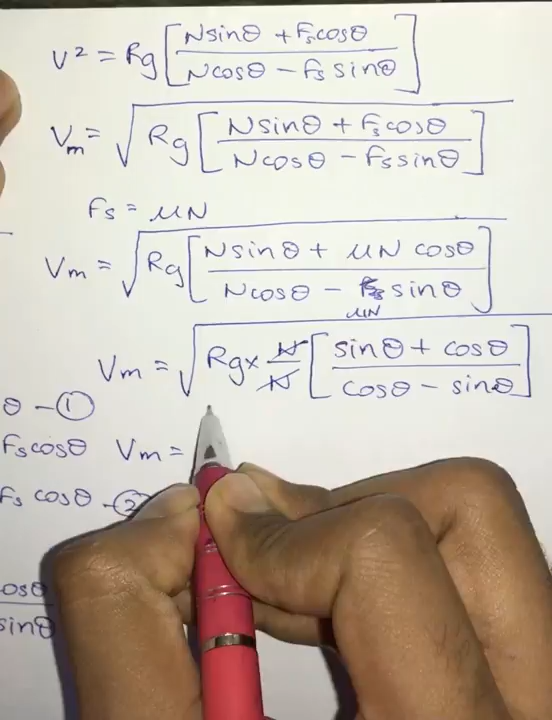 V² = Rg [ Nsinθ + Fscosθ / Ncosθ - Fs sinθ ]
Vm = √ Rg [ Nsinθ + Fscosθ / Ncosθ - Fssinθ ]
Fs = μN
Vm = √ Rg [ Nsinθ + μN cosθ / Ncosθ - μN sinθ ]
Vm = √ Rg x N/N [ sinθ + cosθ / cosθ - sinθ ]
θ - ①
Fscosθ Vm =
Fs cosθ - ②
cosθ
sinθ